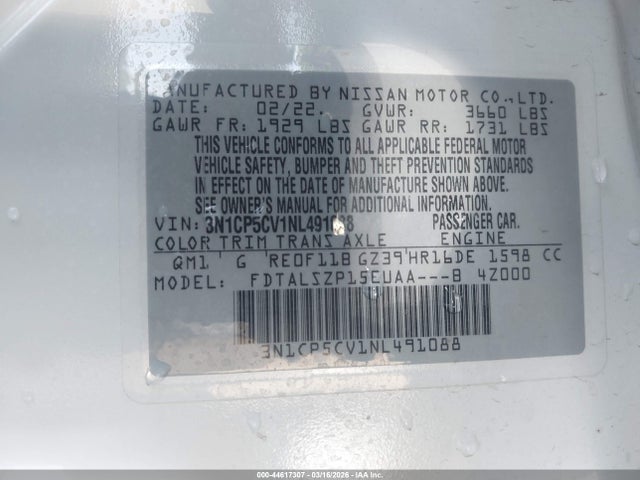 MANUFACTURED BY NISSAN MOTOR CO.,LTD.
DATE: 02/22. GVWR: 3660 LBS
GAWR FR: 1929 LBS GAWR RR: 1731 LBS
THIS VEHICLE CONFORMS TO ALL APPLICABLE FEDERAL MOTOR
VEHICLE SAFETY, BUMPER AND THEFT PREVENTION STANDARDS
IN EFFECT ON THE DATE OF MANUFACTURE SHOWN ABOVE.
SEE OWNER'S MANUAL FOR ADDITIONAL INFORMATION.
VIN: 3N1CP5CV1NL491088 PASSENGER CAR.
COLOR TRIM TRANS AXLE ENGINE
QM1 G RE0F11B GZ39 HR16DE 1598 CC
MODEL: FDTALSZP15EUAA---B 4Z000
3N1CP5CV1NL491088
000-44617307 - 03/16/2026 - IAA Inc.